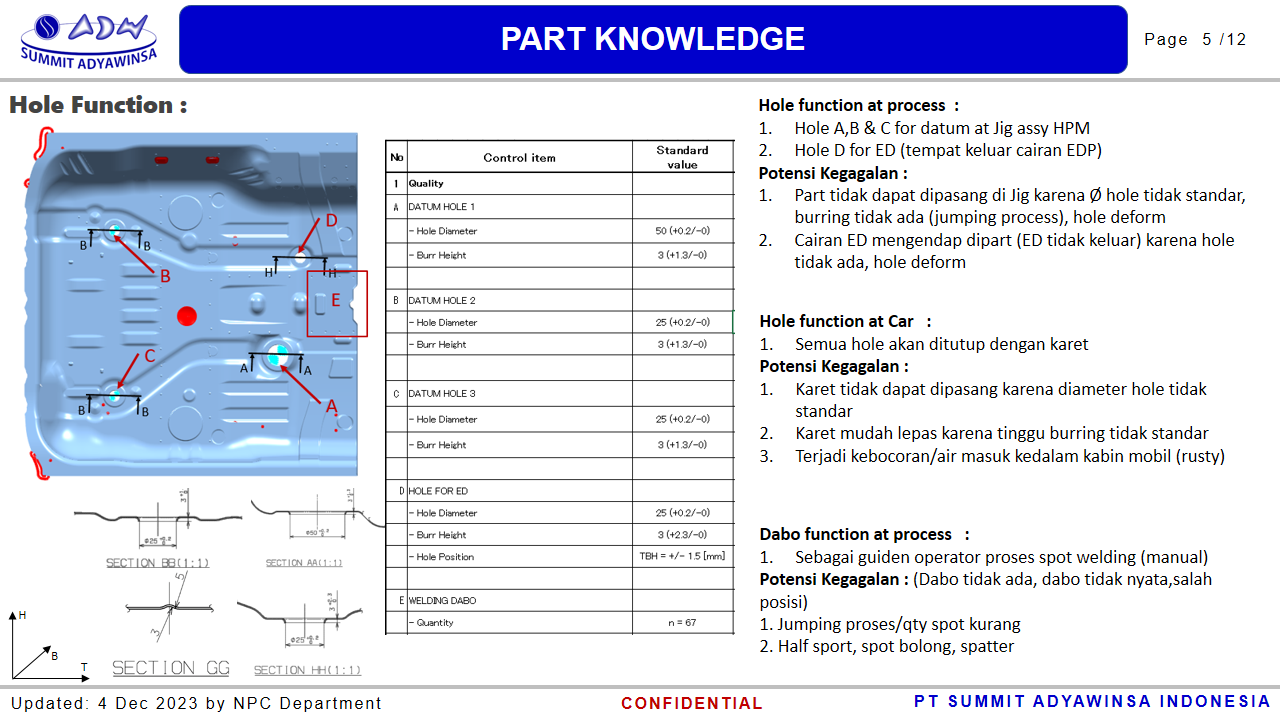 ADW
SUMMIT ADYAWINSA
PART KNOWLEDGE
Page 5 /12
Hole Function :
D
B
B
B
H
H
E
C
A
A
B
B
A
SECTION BB(1:1)
SECTION AA(1:1)
5
3
SECTION GG
SECTION HH(1:1)
H
B
T
No Control item Standard value
1 Quality
A DATUM HOLE 1
- Hole Diameter 50 (+0.2/-0)
- Burr Height 3 (+1.3/-0)
B DATUM HOLE 2
- Hole Diameter 25 (+0.2/-0)
- Burr Height 3 (+1.3/-0)
C DATUM HOLE 3
- Hole Diameter 25 (+0.2/-0)
- Burr Height 3 (+1.3/-0)
D HOLE FOR ED
- Hole Diameter 25 (+0.2/-0)
- Burr Height 3 (+2.3/-0)
- Hole Position TBH = +/- 1.5 [mm]
E WELDING DABO
- Quantity n = 67
Hole function at process :
1. Hole A,B & C for datum at Jig assy HPM
2. Hole D for ED (tempat keluar cairan EDP)
Potensi Kegagalan :
1. Part tidak dapat dipasang di Jig karena Ø hole tidak standar,
burring tidak ada (jumping process), hole deform
2. Cairan ED mengendap dipart (ED tidak keluar) karena hole
tidak ada, hole deform
Hole function at Car :
1. Semua hole akan ditutup dengan karet
Potensi Kegagalan :
1. Karet tidak dapat dipasang karena diameter hole tidak
standar
2. Karet mudah lepas karena tinggu burring tidak standar
3. Terjadi kebocoran/air masuk kedalam kabin mobil (rusty)
Dabo function at process :
1. Sebagai guiden operator proses spot welding (manual)
Potensi Kegagalan : (Dabo tidak ada, dabo tidak nyata,salah
posisi)
1. Jumping proses/qty spot kurang
2. Half sport, spot bolong, spatter
Updated: 4 Dec 2023 by NPC Department
CONFIDENTIAL
PT SUMMIT ADYAWINSA INDONESIA